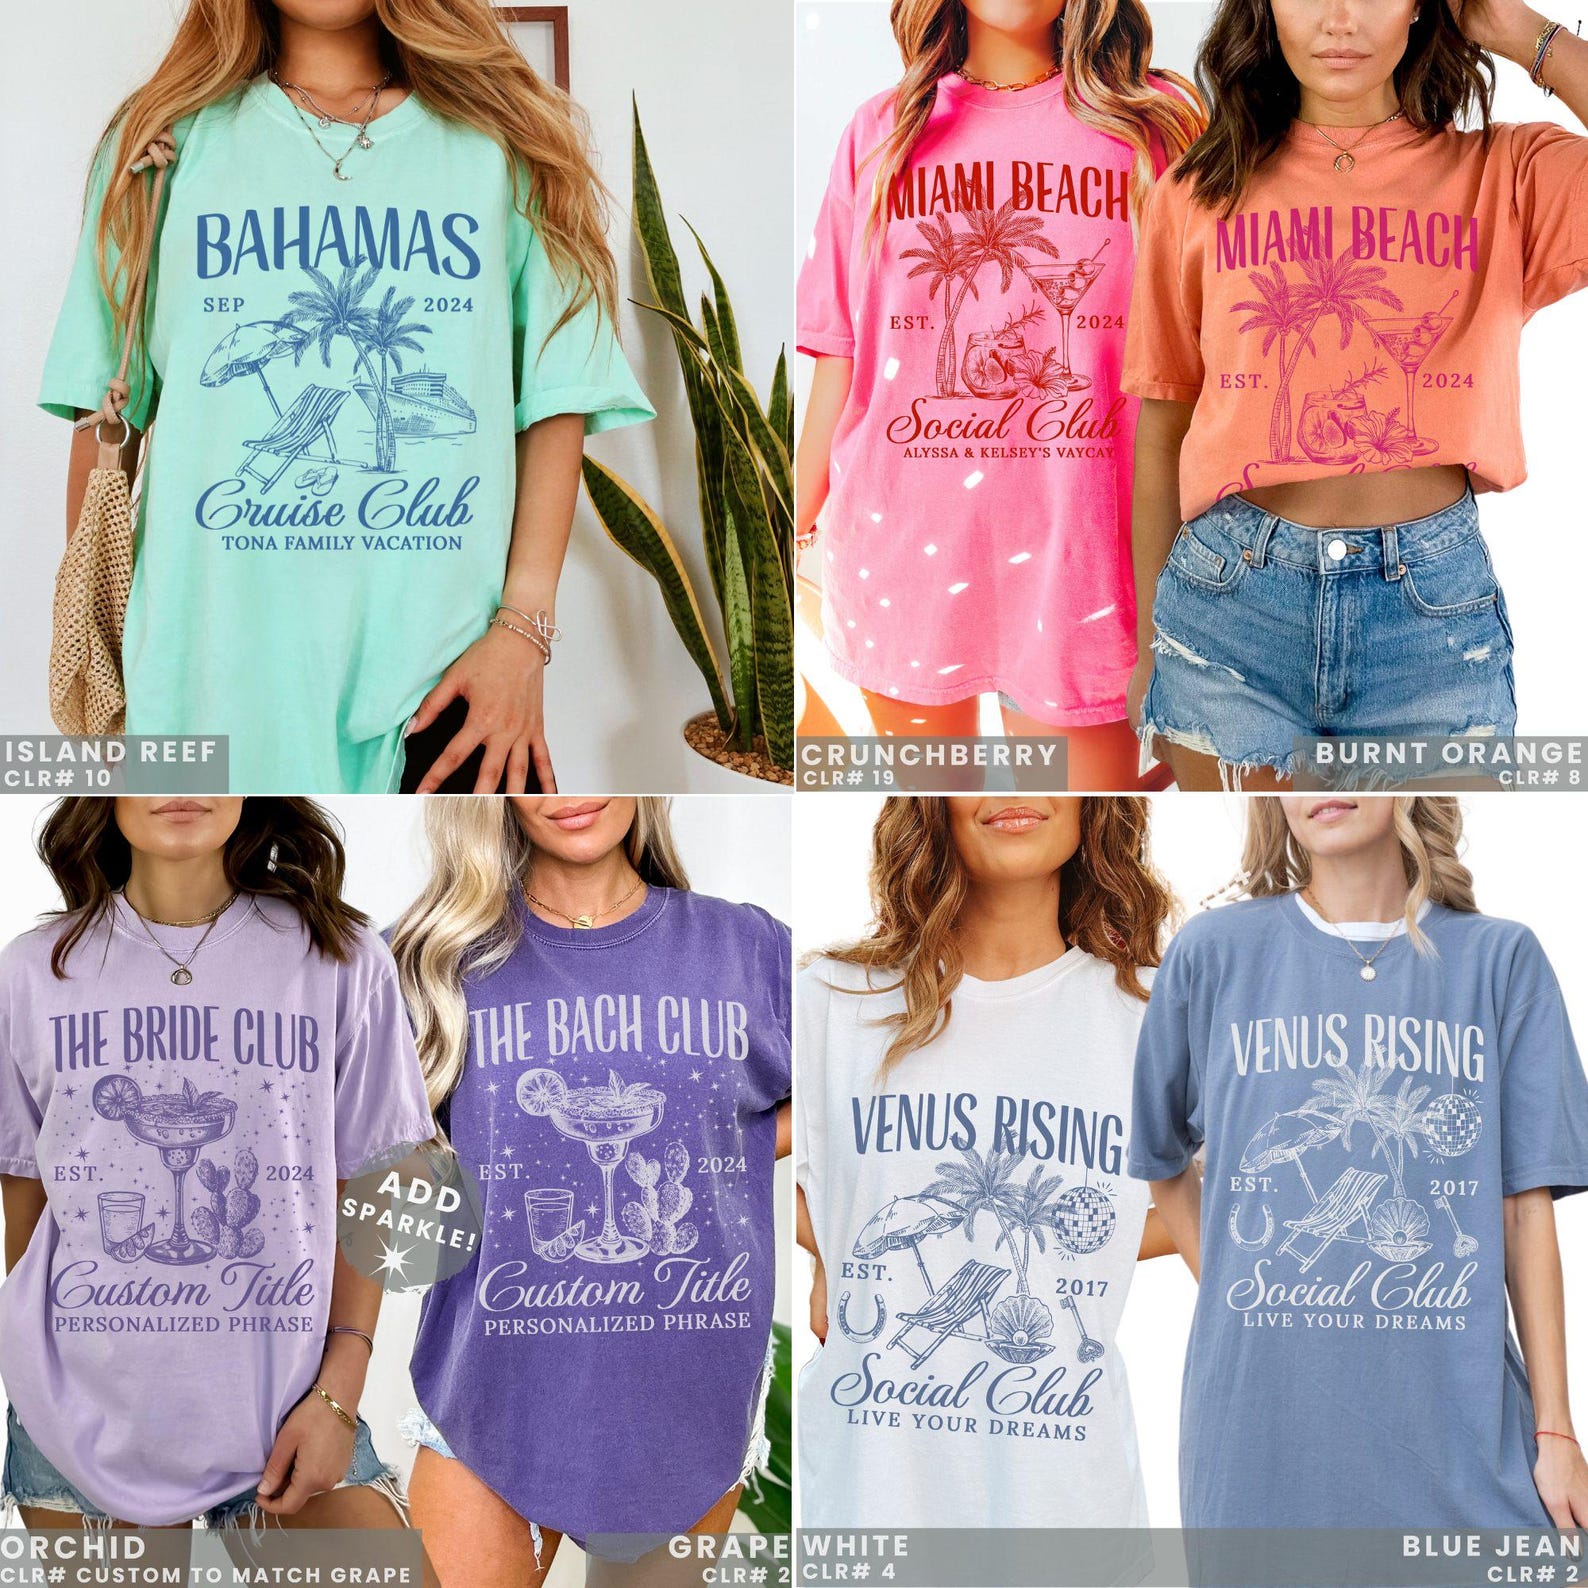 BAHAMAS
SEP 2024
Cruise Club
TONA FAMILY VACATION
ISLAND REEF
CLR# 10
MIAMI BEACH
EST. 2024
Social Club
ALYSSA & KELSEY'S VAYCAY
CRUNCHBERRY
CLR# 19
MIAMI BEACH
EST. 2024
BURNT ORANGE
CLR# 8
THE BRIDE CLUB
EST. 2024
Custom Title
PERSONALIZED PHRASE
ORCHID
CLR# CUSTOM TO MATCH GRAPE
ADD
SPARKLE!
THE BACH CLUB
EST. 2024
Custom Title
PERSONALIZED PHRASE
GRAPE
CLR# 2
VENUS RISING
EST. 2017
Social Club
LIVE YOUR DREAMS
WHITE
CLR# 4
VENUS RISING
EST. 2017
Social Club
LIVE YOUR DREAMS
BLUE JEAN
CLR# 2